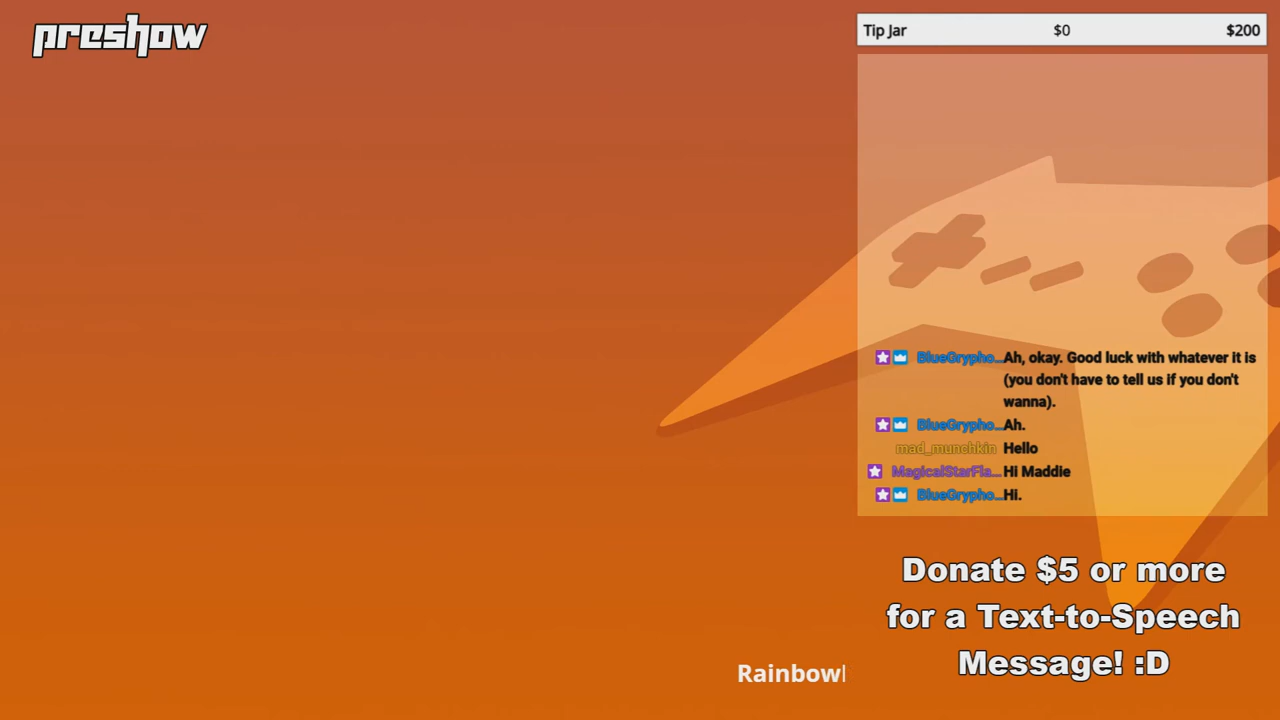 preshow
Tip Jar $0 $200
BlueGrypho... Ah, okay. Good luck with whatever it is
(you don't have to tell us if you don't
wanna).
BlueGrypho... Ah.
mad_munchkin Hello
MagicalStarFla... Hi Maddie
BlueGrypho... Hi.
Donate $5 or more
for a Text-to-Speech
Message! :D
Rainbow